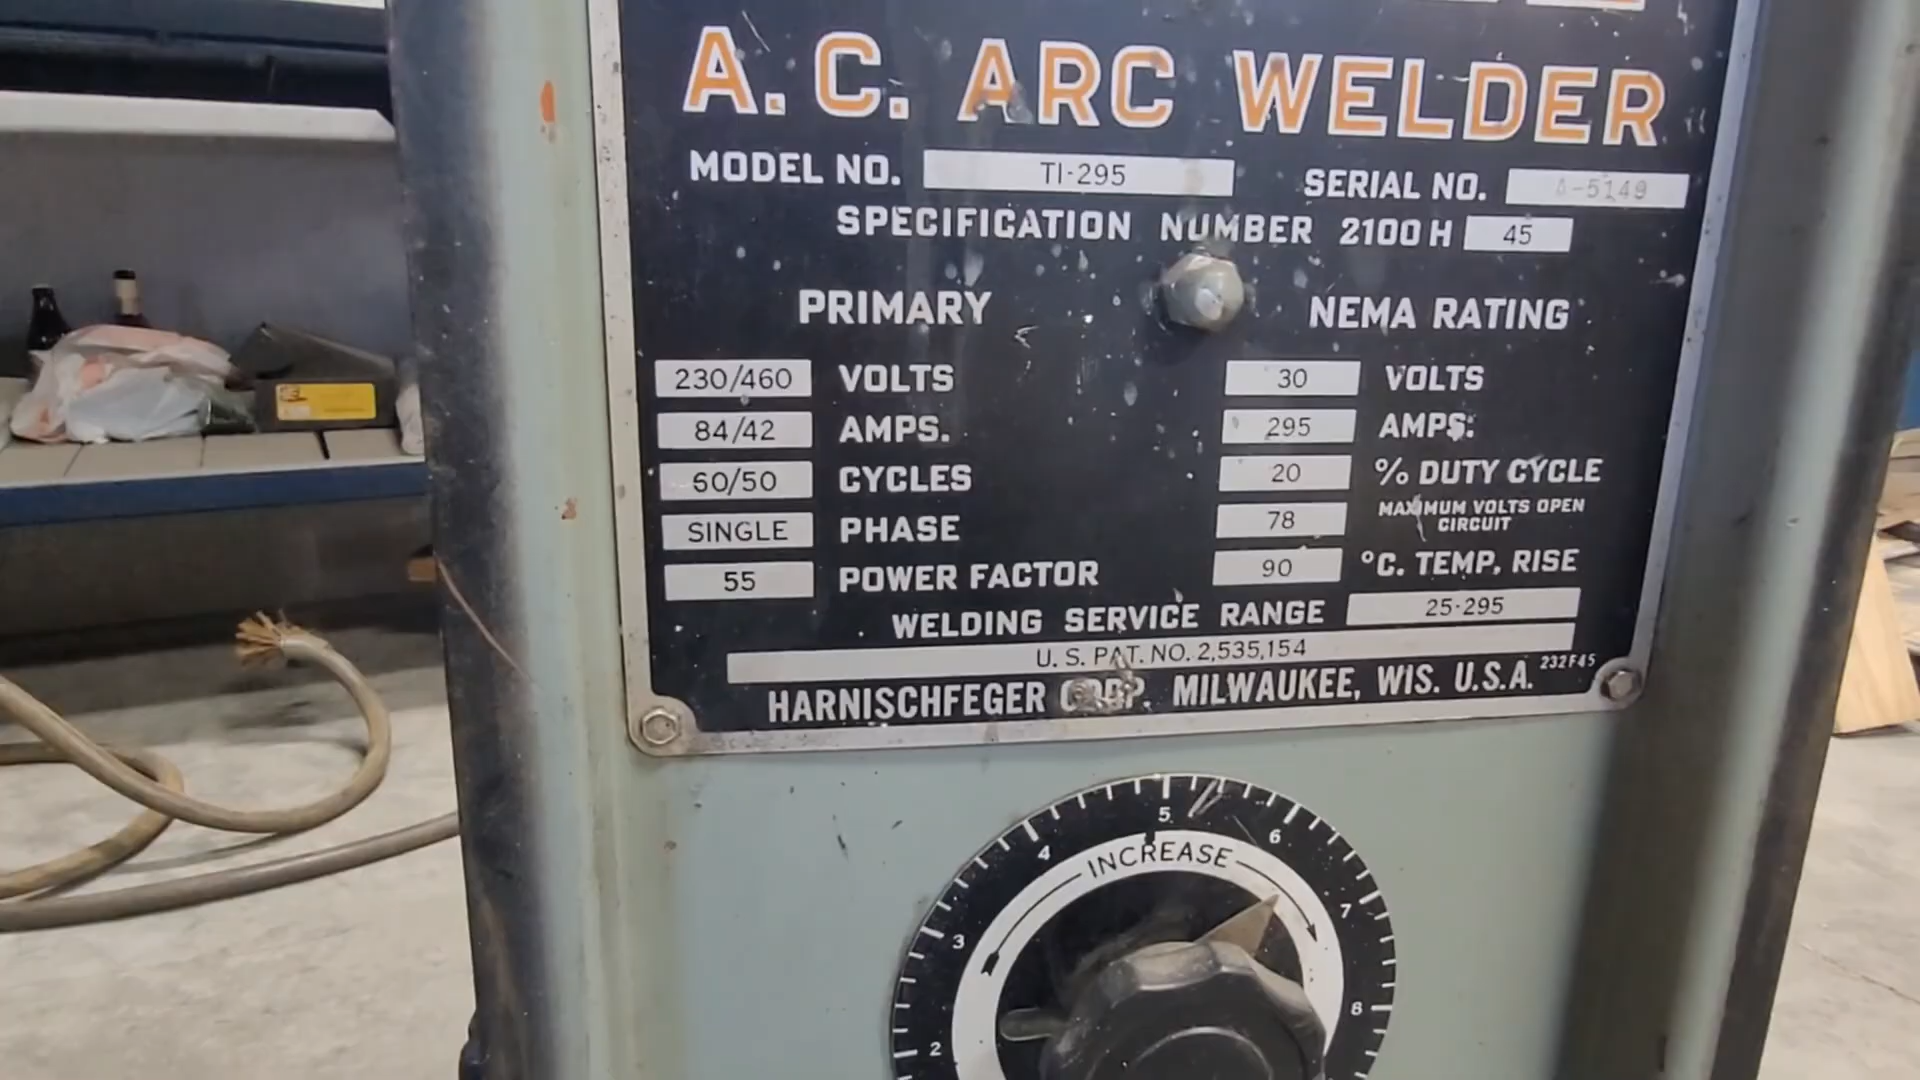 A.C. ARC WELDER
MODEL NO. TI-295 SERIAL NO. A-5149
SPECIFICATION NUMBER 2100 H 45
PRIMARY NEMA RATING
230/460 VOLTS 30 VOLTS
84/42 AMPS. 295 AMPS.
60/50 CYCLES 20 % DUTY CYCLE
SINGLE PHASE 78 MAXIMUM VOLTS OPEN
CIRCUIT
55 POWER FACTOR 90 °C. TEMP. RISE
WELDING SERVICE RANGE 25-295
U. S. PAT. NO. 2,535,154
HARNISCHFEGER CORP. MILWAUKEE, WIS. U.S.A. 232F45
INCREASE
2 3 4 5 6 7 8